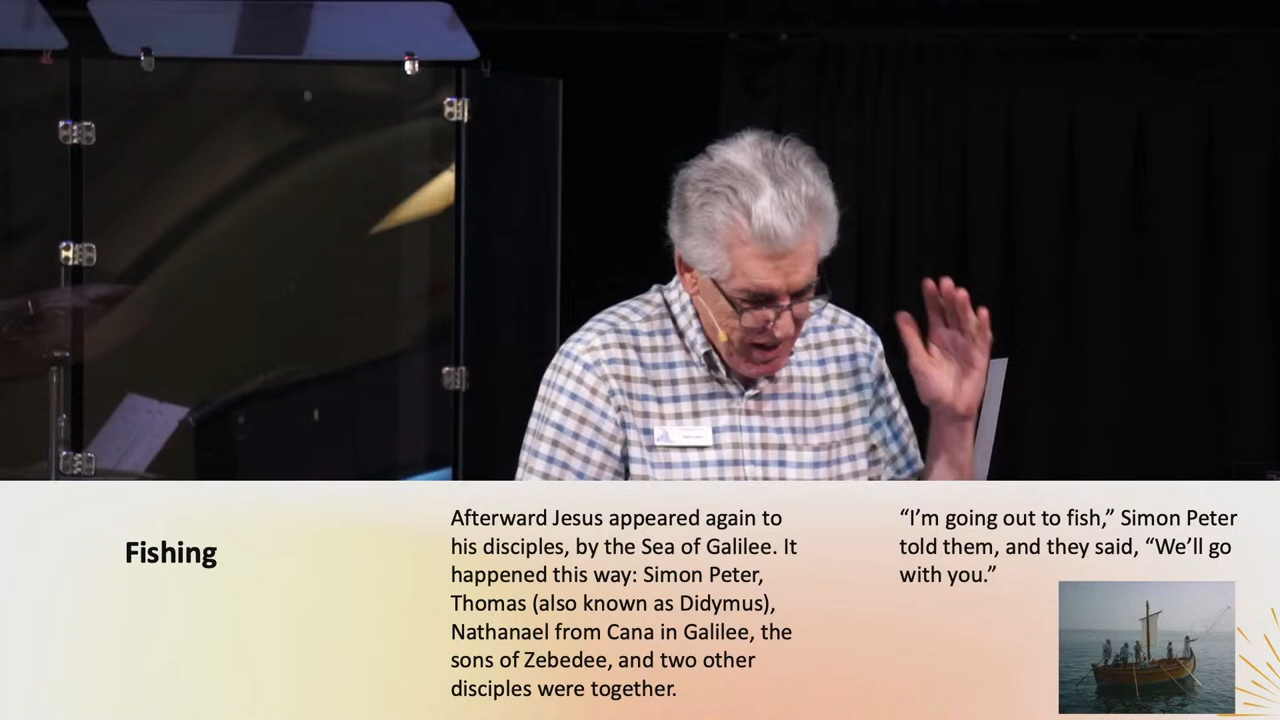 Fishing
Afterward Jesus appeared again to
his disciples, by the Sea of Galilee. It
happened this way: Simon Peter,
Thomas (also known as Didymus),
Nathanael from Cana in Galilee, the
sons of Zebedee, and two other
disciples were together.
“I’m going out to fish,” Simon Peter
told them, and they said, “We’ll go
with you.”